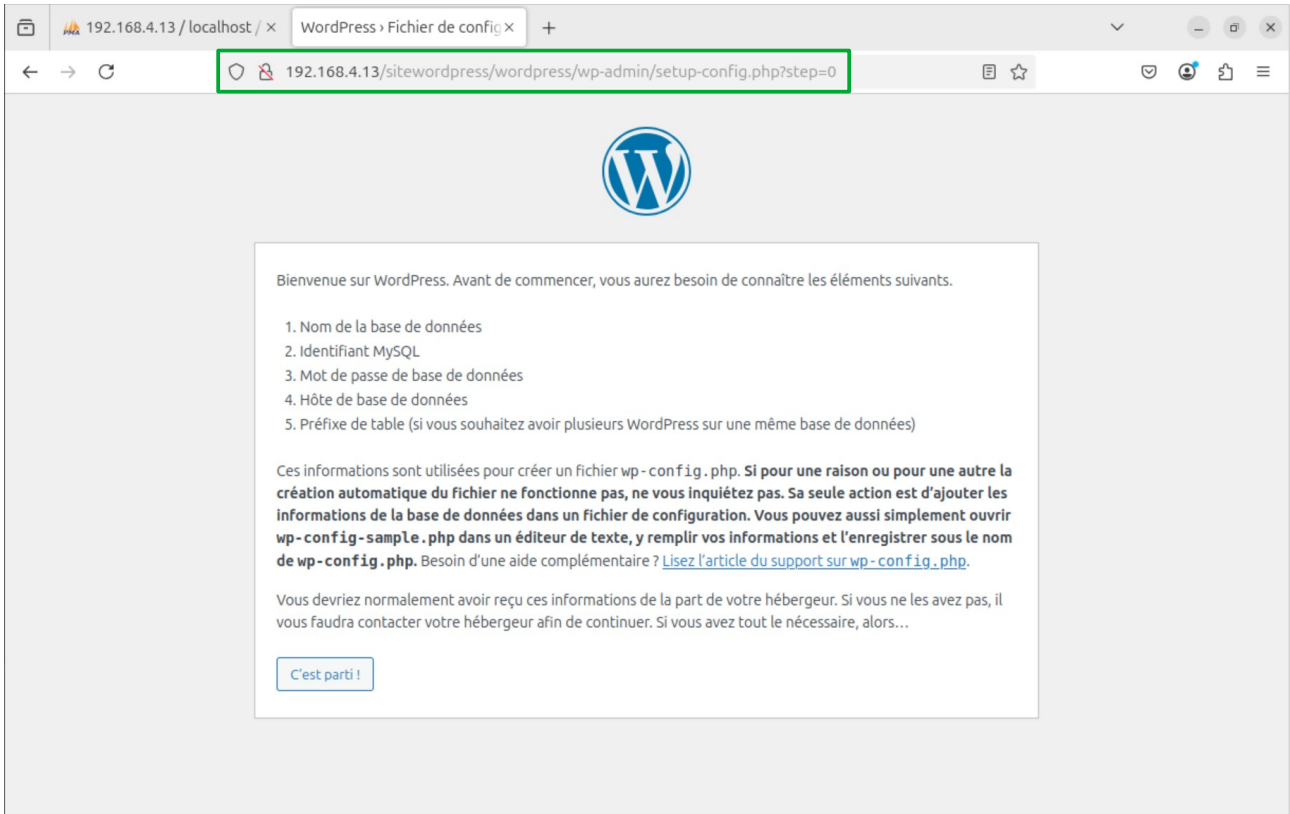 192.168.4.13 / localhost /
WordPress › Fichier de config
192.168.4.13/sitewordpress/wordpress/wp-admin/setup-config.php?step=0
Bienvenue sur WordPress. Avant de commencer, vous aurez besoin de connaître les éléments suivants.
1. Nom de la base de données
2. Identifiant MySQL
3. Mot de passe de base de données
4. Hôte de base de données
5. Préfixe de table (si vous souhaitez avoir plusieurs WordPress sur une même base de données)
Ces informations sont utilisées pour créer un fichier wp-config.php. Si pour une raison ou pour une autre la
création automatique du fichier ne fonctionne pas, ne vous inquiétez pas. Sa seule action est d’ajouter les
informations de la base de données dans un fichier de configuration. Vous pouvez aussi simplement ouvrir
wp-config-sample.php dans un éditeur de texte, y remplir vos informations et l’enregistrer sous le nom
de wp-config.php. Besoin d’une aide complémentaire ? Lisez l’article du support sur wp-config.php.
Vous devriez normalement avoir reçu ces informations de la part de votre hébergeur. Si vous ne les avez pas, il
vous faudra contacter votre hébergeur afin de continuer. Si vous avez tout le nécessaire, alors…
C’est parti !